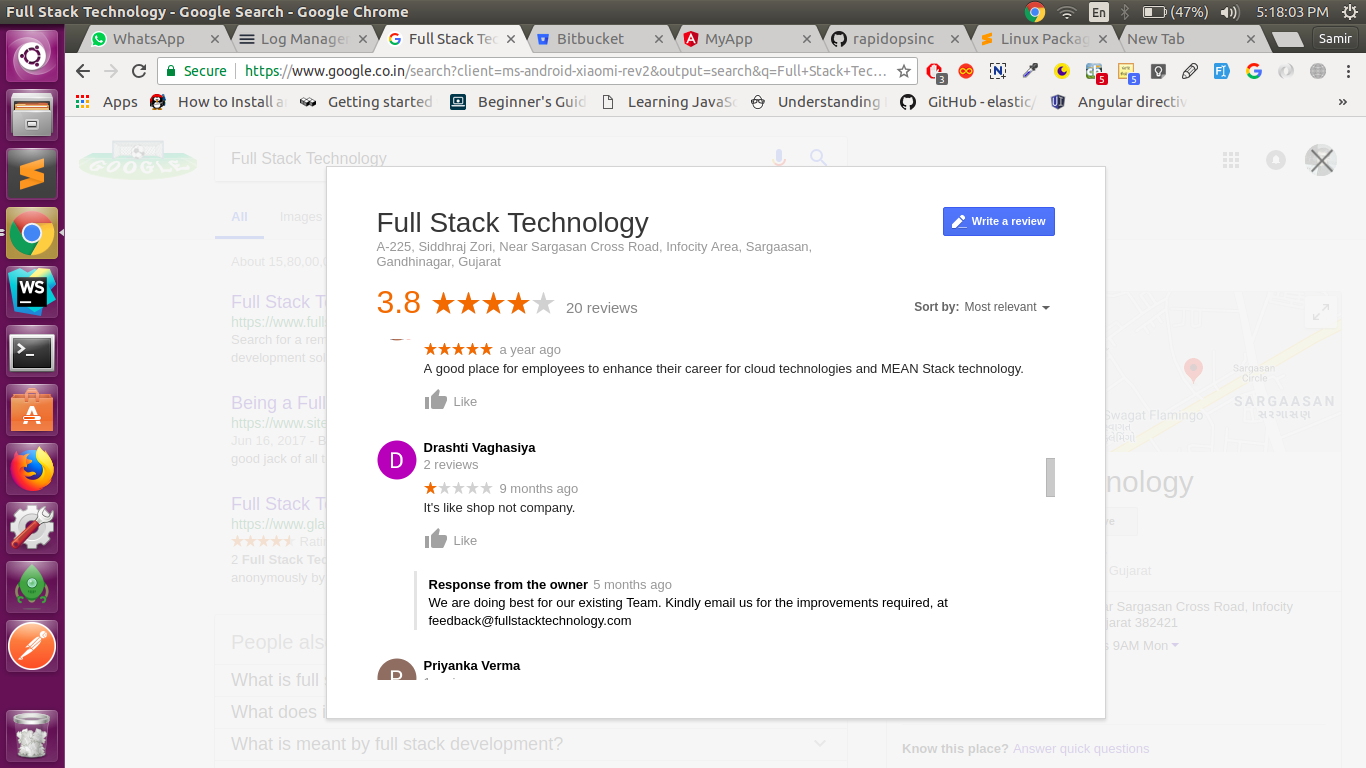 Full Stack Technology - Google Search - Google Chrome
En
(47%)
5:18:03 PM
WhatsApp
Log Manager
Full Stack Tec
Bitbucket
MyApp
rapidopsinc
Linux Packag
New Tab
Samir
Secure
https://www.google.co.in/search?client=ms-android-xiaomi-rev2&output=search&q=Full+Stack+Tec...
3
5
5
Apps
How to Install a
Getting started
Beginner's Guid
Learning JavaSc
Understanding
GitHub - elastic/
Angular directiv
»
GOOGLE
Full Stack Technology
All
Images
About 15,80,00,0
Full Stack T
https://www.fulls
Search for a rem
development sol
Being a Full
https://www.site
Jun 16, 2017 - B
good jack of all t
Full Stack T
https://www.gla
Ratin
2 Full Stack Tec
anonymously by
People also
What is full s
What does i
What is meant by full stack development?
Full Stack Technology
Write a review
A-225, Siddhraj Zori, Near Sargasan Cross Road, Infocity Area, Sargaasan,
Gandhinagar, Gujarat
3.8
20 reviews
Sort by: Most relevant
a year ago
A good place for employees to enhance their career for cloud technologies and MEAN Stack technology.
Like
D
Drashti Vaghasiya
2 reviews
9 months ago
It's like shop not company.
Like
Response from the owner 5 months ago
We are doing best for our existing Team. Kindly email us for the improvements required, at
feedback@fullstacktechnology.com
P
Priyanka Verma
Sargasan
Circle
SARGAASAN
સરગાસણ
Swagat Flamingo
nology
Gujarat
ar Sargasan Cross Road, Infocity
jarat 382421
s 9AM Mon
Know this place? Answer quick questions
WS
>_
A